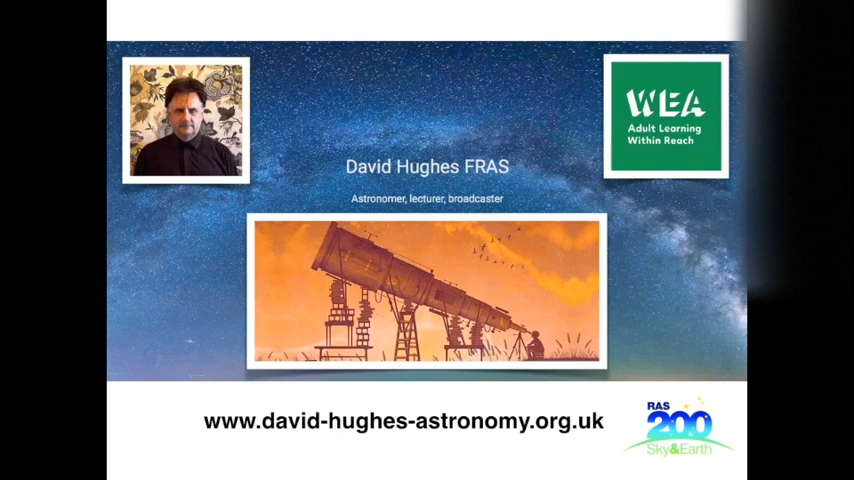 WEA
Adult Learning
Within Reach
David Hughes FRAS
Astronomer, lecturer, broadcaster
www.david-hughes-astronomy.org.uk
RAS
200
Sky&Earth